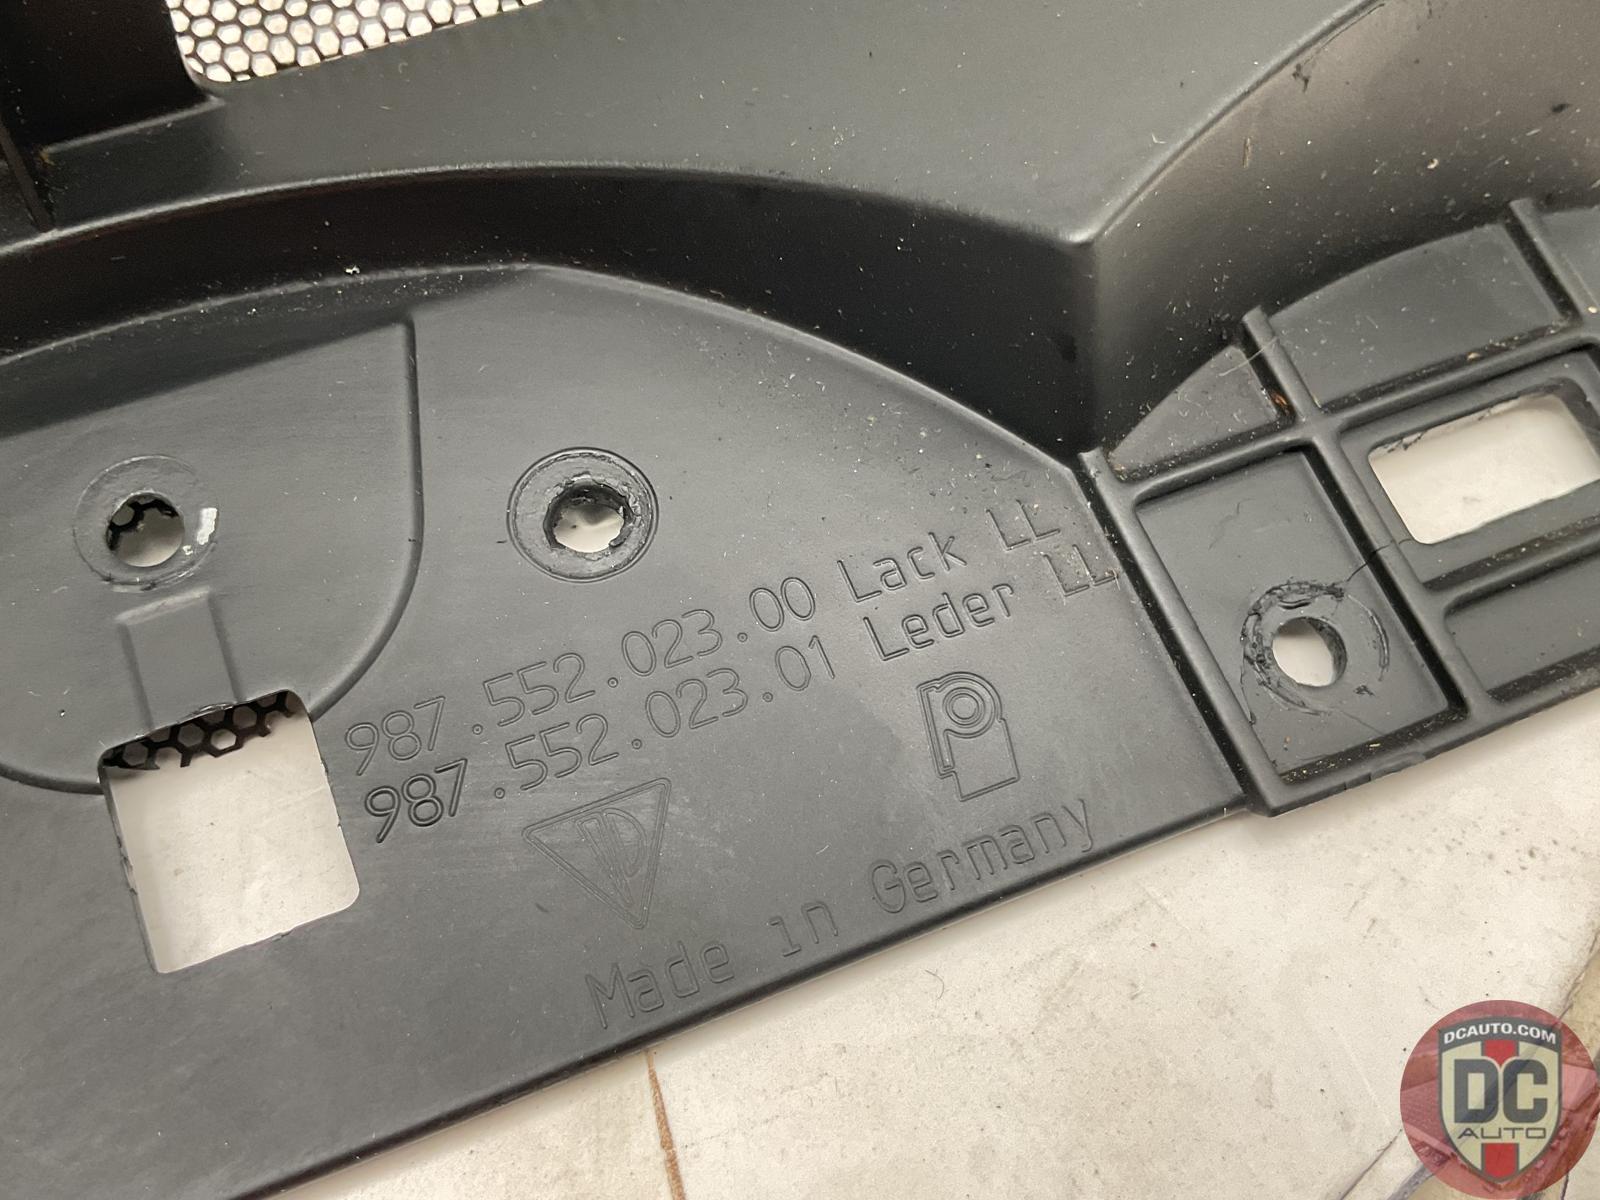 987.552.023.00 Lack LL
987.552.023.01 Leder LL
Made in Germany
DCAUTO.COM
DC
AUTO